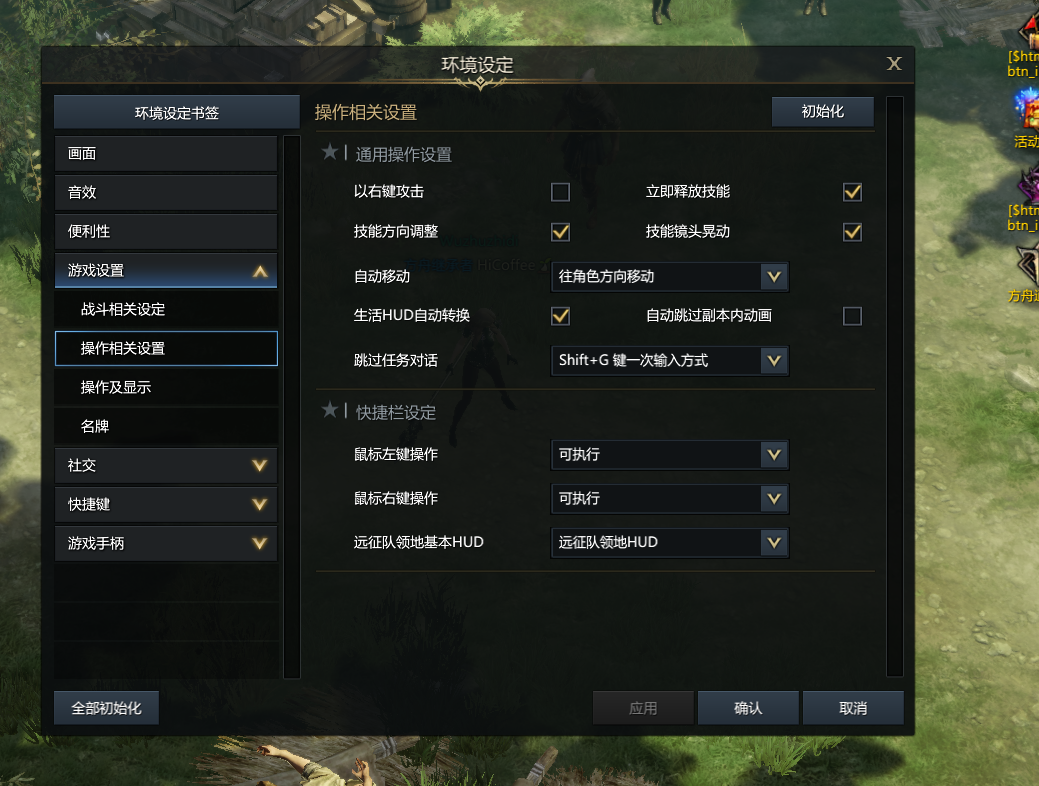 环境设定
X
环境设定书签
操作相关设置
初始化
画面
音效
便利性
游戏设置
战斗相关设定
操作相关设置
操作及显示
名牌
社交
快捷键
游戏手柄
通用操作设置
以右键攻击
立即释放技能
技能方向调整
技能镜头晃动
HiCoffee
自动移动
往角色方向移动
生活HUD自动转换
自动跳过副本内动画
跳过任务对话
Shift+G 键一次输入方式
快捷栏设定
鼠标左键操作
可执行
鼠标右键操作
可执行
远征队领地基本HUD
远征队领地HUD
全部初始化
应用
确认
取消
[$htm
btn_i
活动
[$htm
btn_i
方舟